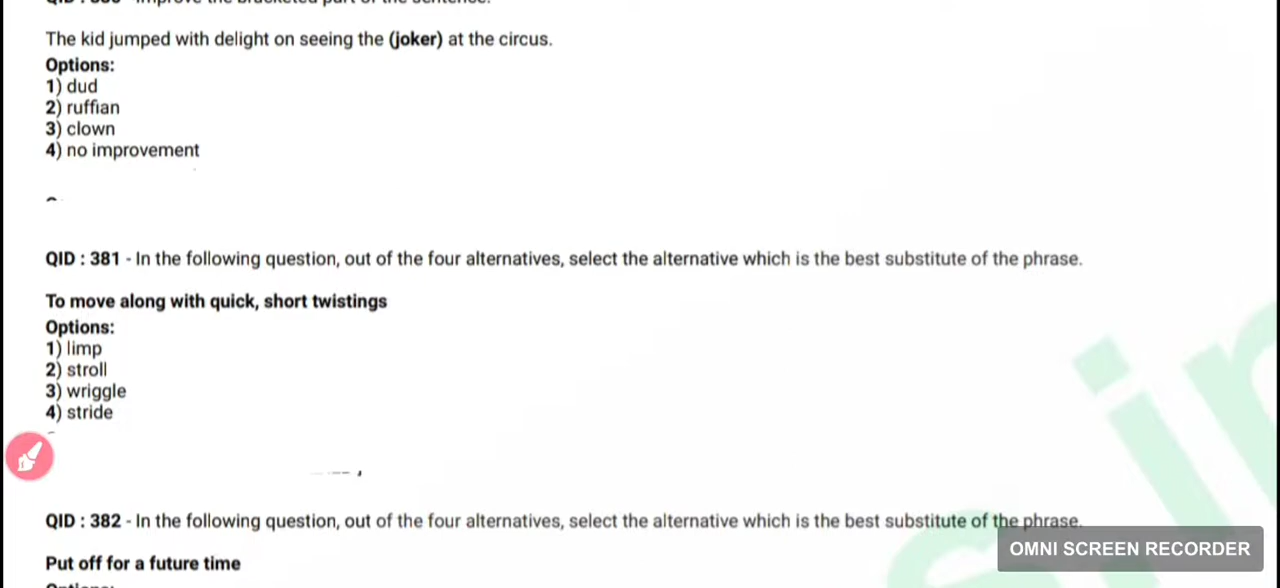 The kid jumped with delight on seeing the (joker) at the circus.
Options:
1) dud
2) ruffian
3) clown
4) no improvement
QID : 381 - In the following question, out of the four alternatives, select the alternative which is the best substitute of the phrase.
To move along with quick, short twistings
Options:
1) limp
2) stroll
3) wriggle
4) stride
QID : 382 - In the following question, out of the four alternatives, select the alternative which is the best substitute of the phrase.
OMNI SCREEN RECORDER
Put off for a future time